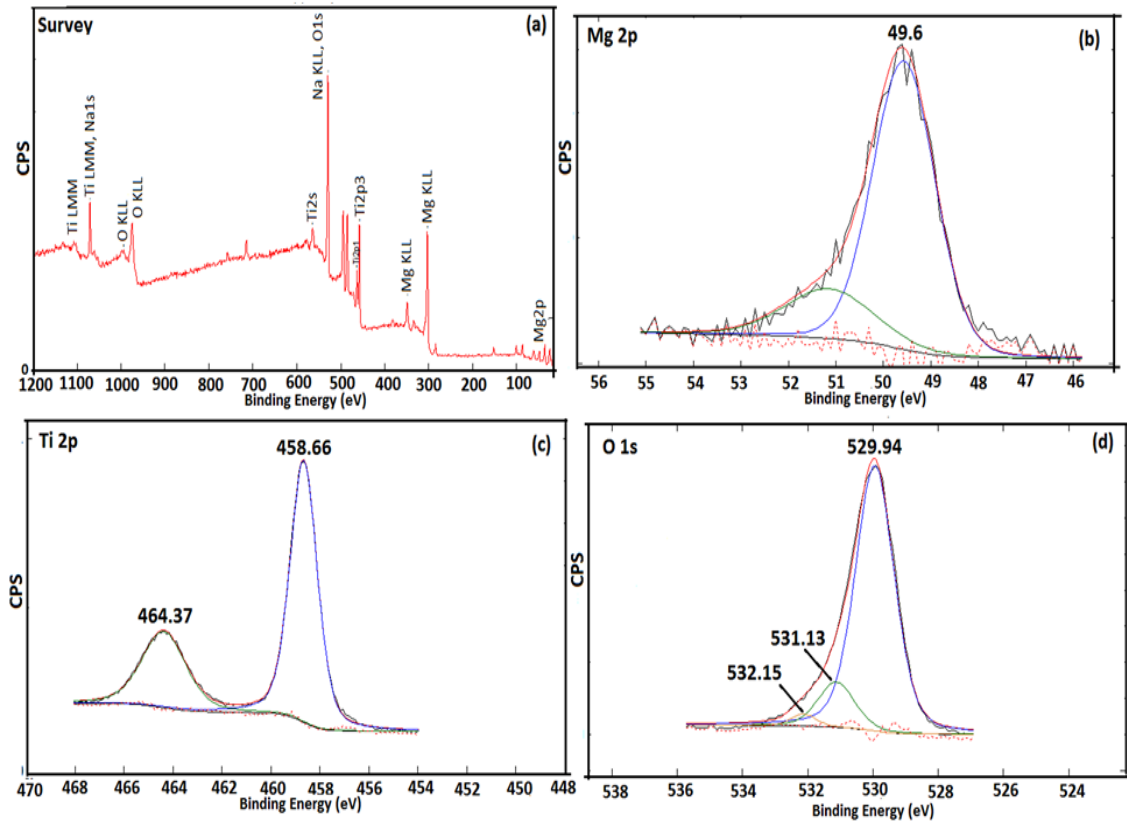 Survey
(a)
CPS
Ti LMM
Ti LMM, Na1s
O KLL
O KLL
Ti2s
Na KLL, O1s
Ti2p1
Ti2p3
Mg KLL
Mg KLL
Mg2p
0
1200 1100 1000 900 800 700 600 500 400 300 200 100
Binding Energy (eV)
Mg 2p
49.6
(b)
CPS
56 55 54 53 52 51 50 49 48 47 46
Binding Energy (eV)
Ti 2p
458.66
(c)
464.37
CPS
470 468 466 464 462 460 458 456 454 452 450 448
Binding Energy (eV)
O 1s
529.94
(d)
531.13
532.15
CPS
538 536 534 532 530 528 526 524
Binding Energy (eV)